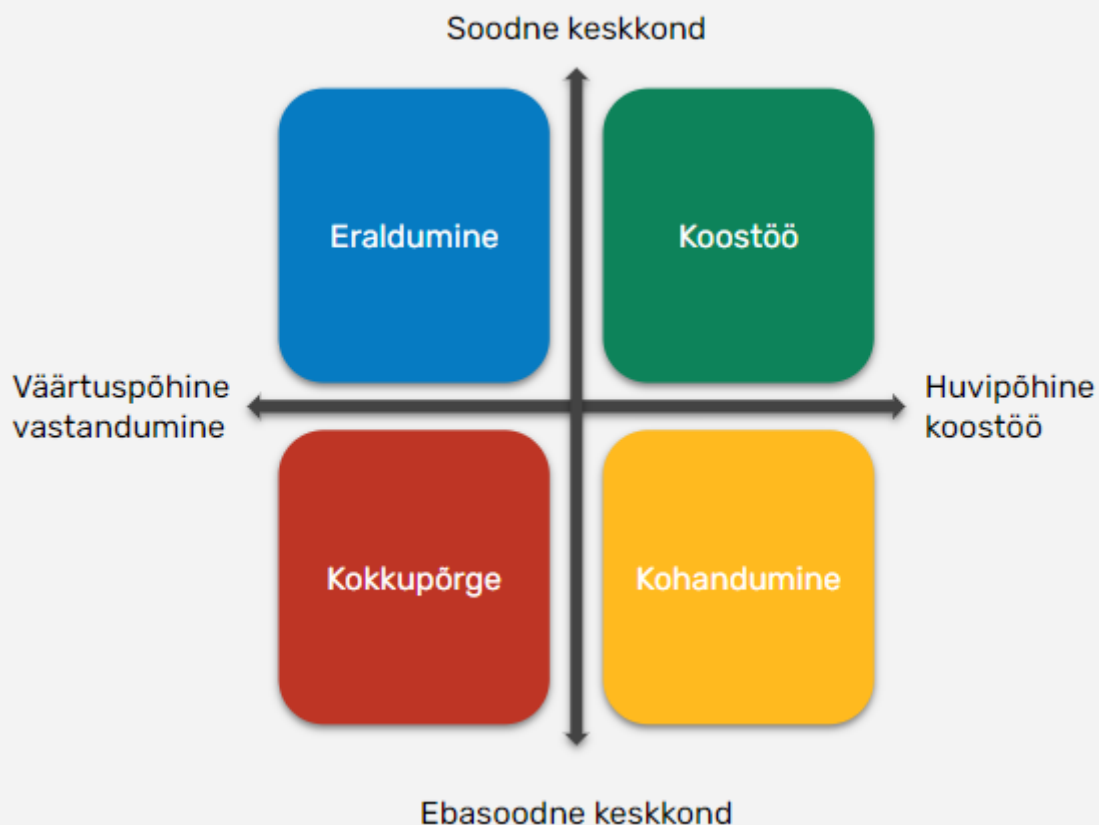 Soodne keskkond
Eraldumine
Koostöö
Väärtuspõhine
vastandumine
Huvipõhine
koostöö
Kokkupõrge
Kohandumine
Ebasoodne keskkond